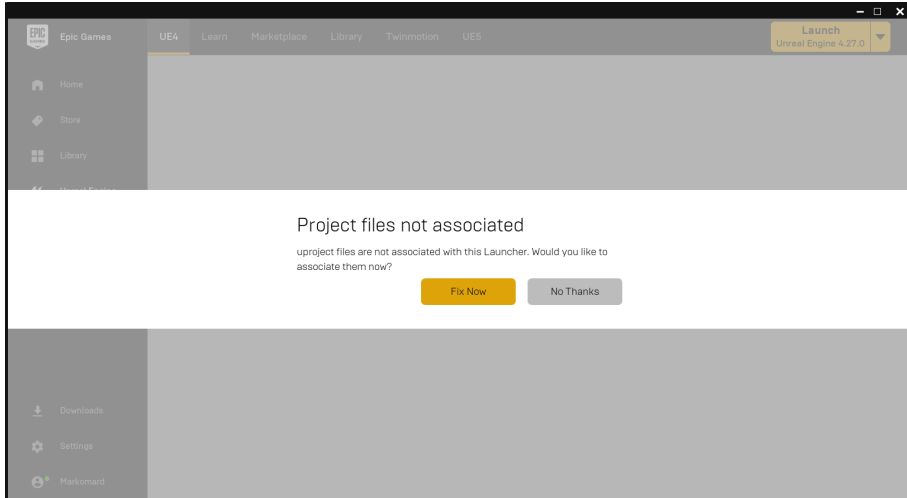 EPIC
GAMES
Epic Games
UE4
Learn
Marketplace
Library
Twinmotion
UE5
Launch
Unreal Engine 4.27.0
Home
Store
Library
Project files not associated
uproject files are not associated with this Launcher. Would you like to
associate them now?
Fix Now
No Thanks
Downloads
Settings
Markomard